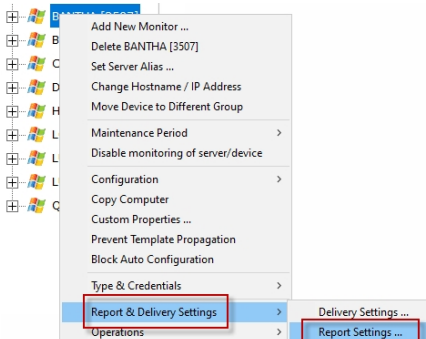 BANTHA [3507]
B
C
D
H
L
L
L
Q
Add New Monitor ...
Delete BANTHA [3507]
Set Server Alias ...
Change Hostname / IP Address
Move Device to Different Group
Maintenance Period
Disable monitoring of server/device
Configuration
Copy Computer
Custom Properties ...
Prevent Template Propagation
Block Auto Configuration
Type & Credentials
Report & Delivery Settings
Operations
Delivery Settings ...
Report Settings ...